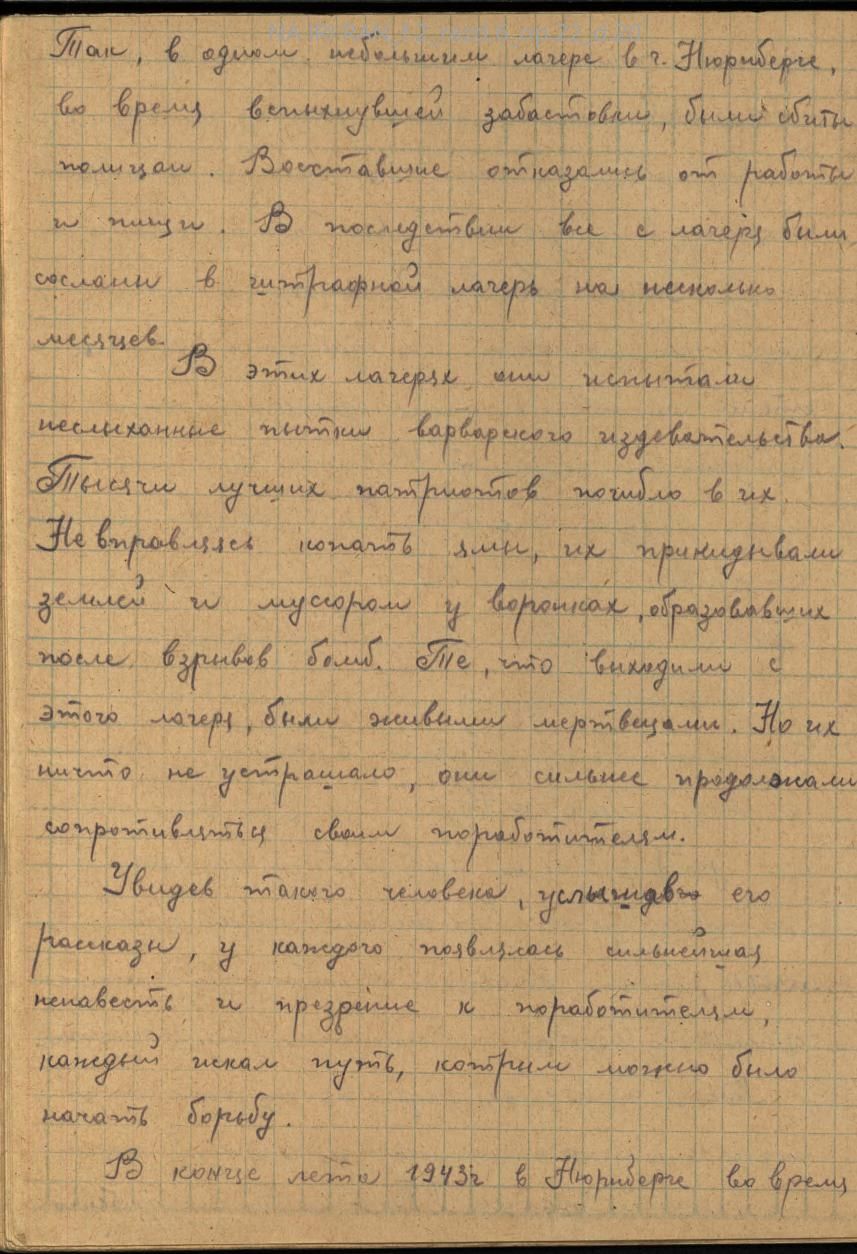 Так, в одном небольшим лагере в г. Нюрнберге,
во время вспыхнувшей забастовки, были убиты
полицаи. Восставшие отказались от работы
и пищи. В последствии все с лагеря были
сосланы в штрафной лагерь на несколько
месяцев.
В этих лагерях они испытали
неслыханные пытки варварского издевательства.
Тысячи лучших патриотов погибло в их.
Не вправляясь копать ямы, их прикидывали
землей и мусором у воронках, образовавших
после взрывов бомб. Те, что выходили с
этого лагеря, были живыми мертвецами. Но их
ничто не устрашало, они сильнее продолжали
сопротивляться своим поработителям.
Увидев такого человека, услышав его
рассказы, у каждого появлялась сильнейшая
ненависть и презрение к поработителям,
каждый искал путь, котрым можно было
начать борьбу.
В конце лета 1943г в Нюрнберге во время